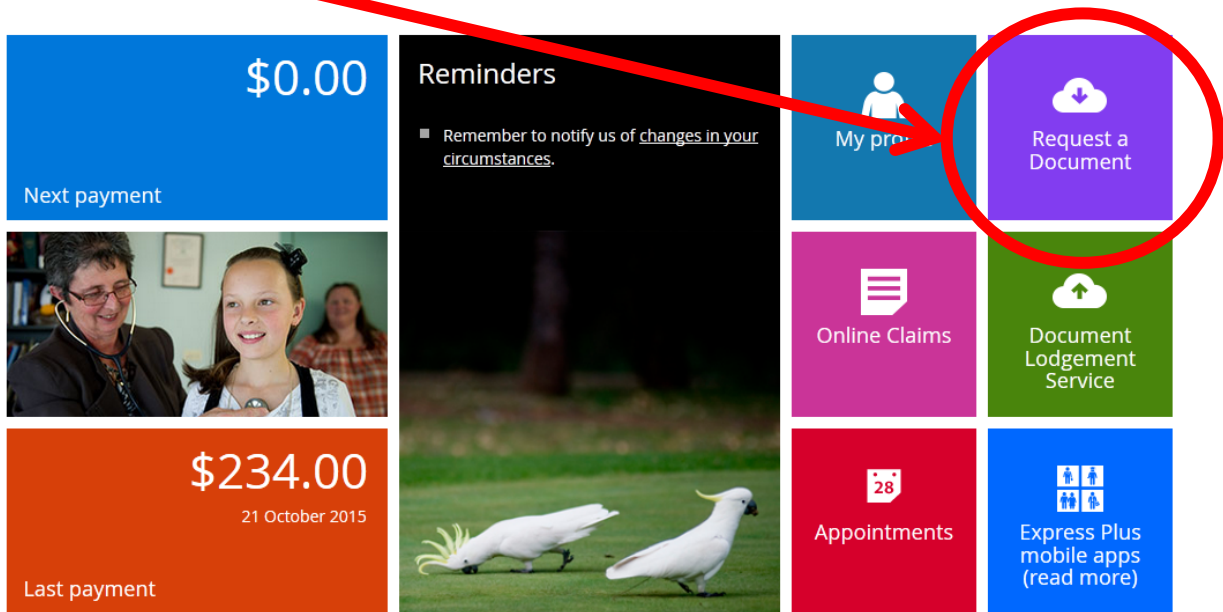 $0.00
Next payment
Reminders
Remember to notify us of changes in your
circumstances.
My
Request a
Document
Online Claims
Document
Lodgement
Service
$234.00
21 October 2015
Last payment
28
Appointments
Express Plus
mobile apps
(read more)